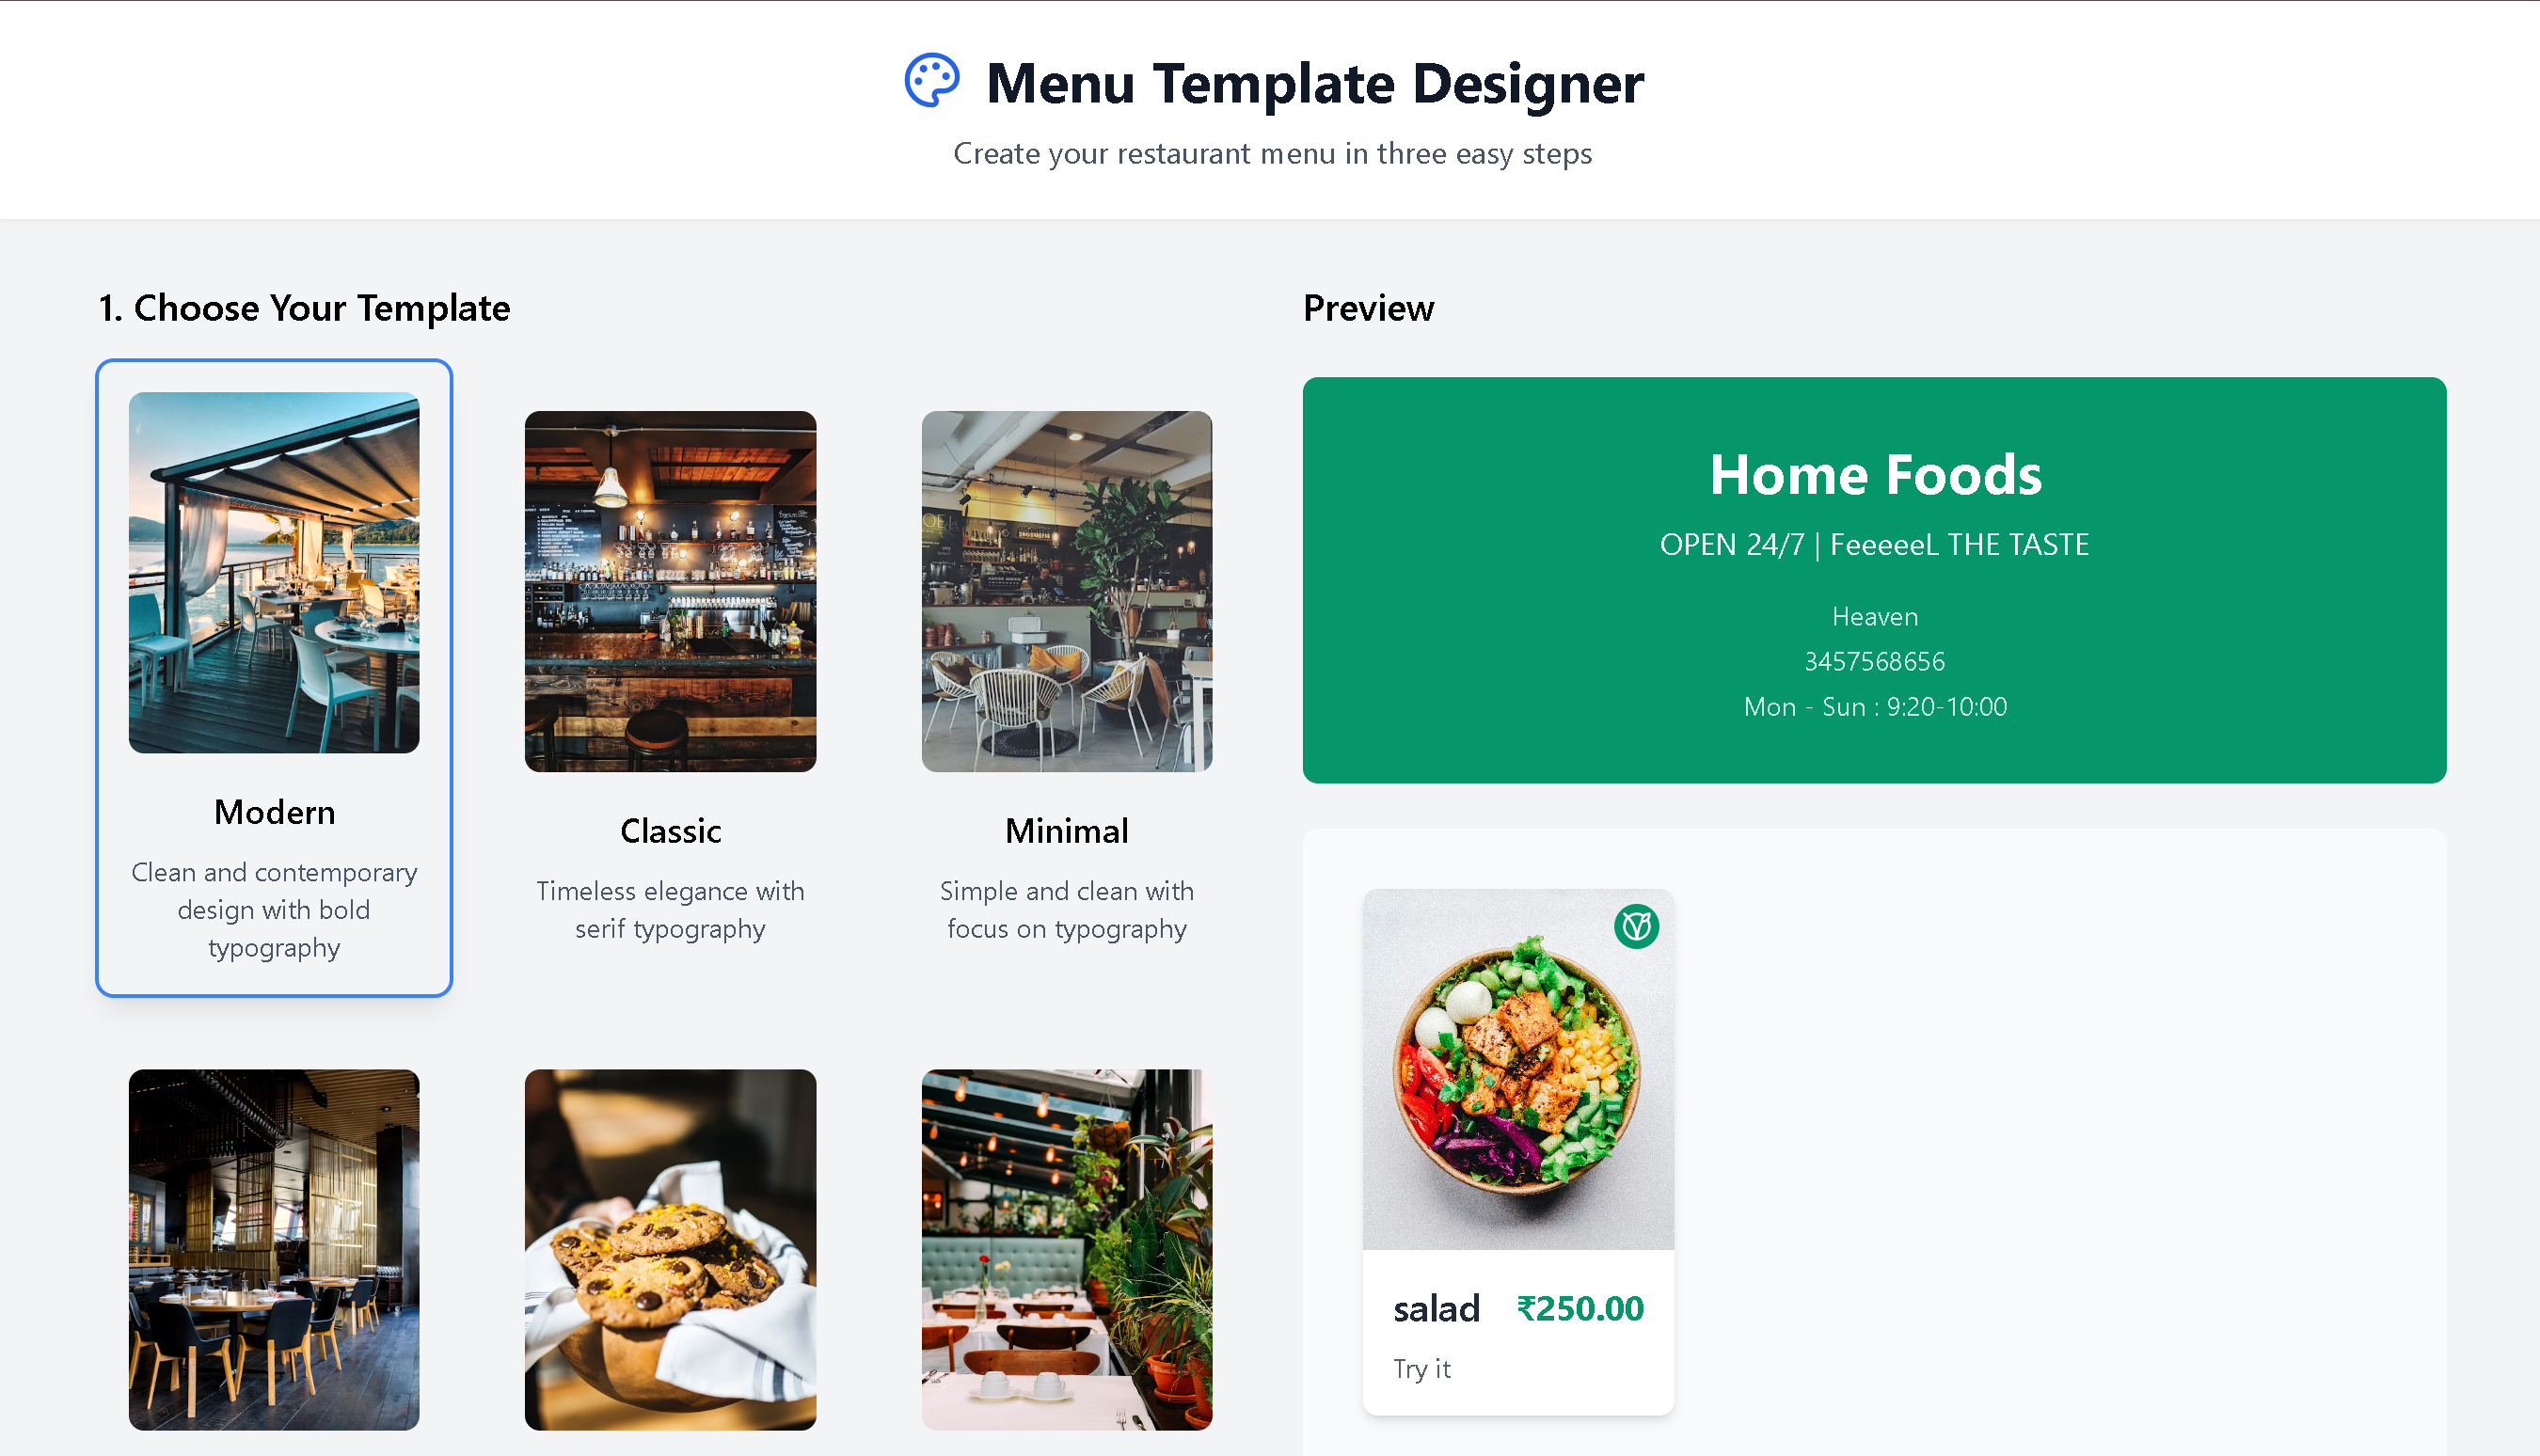 Menu Template Designer
Create your restaurant menu in three easy steps
1. Choose Your Template
Modern
Clean and contemporary
design with bold
typography
Classic
Timeless elegance with
serif typography
Minimal
Simple and clean with
focus on typography
Preview
Home Foods
OPEN 24/7 | FeeeeeL THE TASTE
Heaven
3457568656
Mon - Sun : 9:20-10:00
salad ₹250.00
Try it